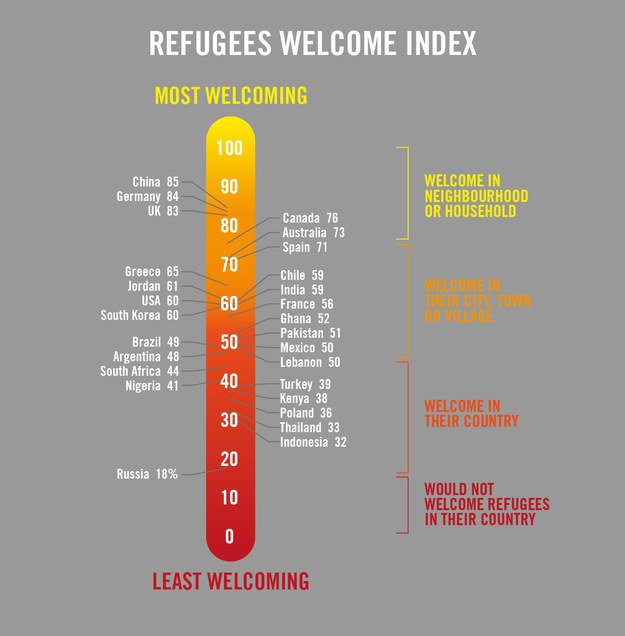 REFUGEES WELCOME INDEX
MOST WELCOMING
100
90
80
70
60
50
40
30
20
10
0
China 85
Germany 84
UK 83
Greece 65
Jordan 61
USA 60
South Korea 60
Brazil 49
Argentina 48
South Africa 44
Nigeria 41
Russia 18%
Canada 76
Australia 73
Spain 71
Chile 59
India 59
France 56
Ghana 52
Pakistan 51
Mexico 50
Lebanon 50
Turkey 39
Kenya 38
Poland 36
Thailand 33
Indonesia 32
WELCOME IN
NEIGHBOURHOOD
OR HOUSEHOLD
WELCOME IN
THEIR CITY, TOWN
OR VILLAGE
WELCOME IN
THEIR COUNTRY
WOULD NOT
WELCOME REFUGEES
IN THEIR COUNTRY
LEAST WELCOMING